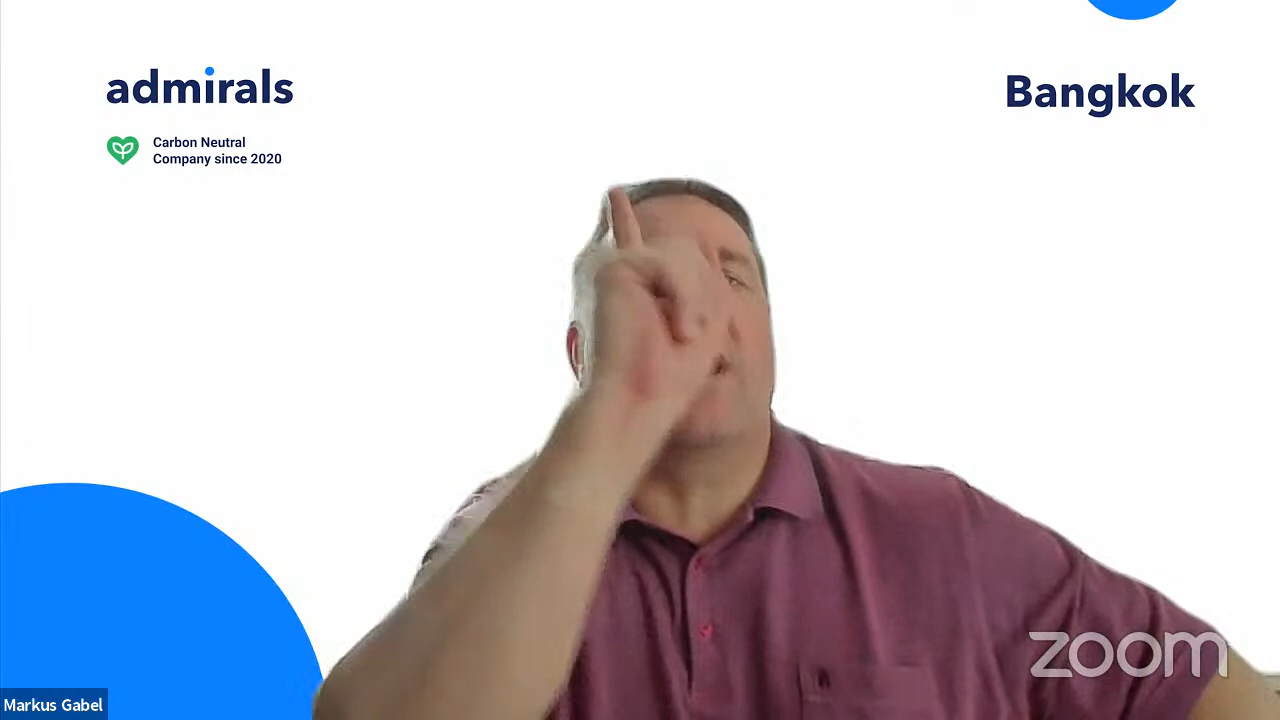 admirals
Carbon Neutral
Company since 2020
Bangkok
zoom
Markus Gabel